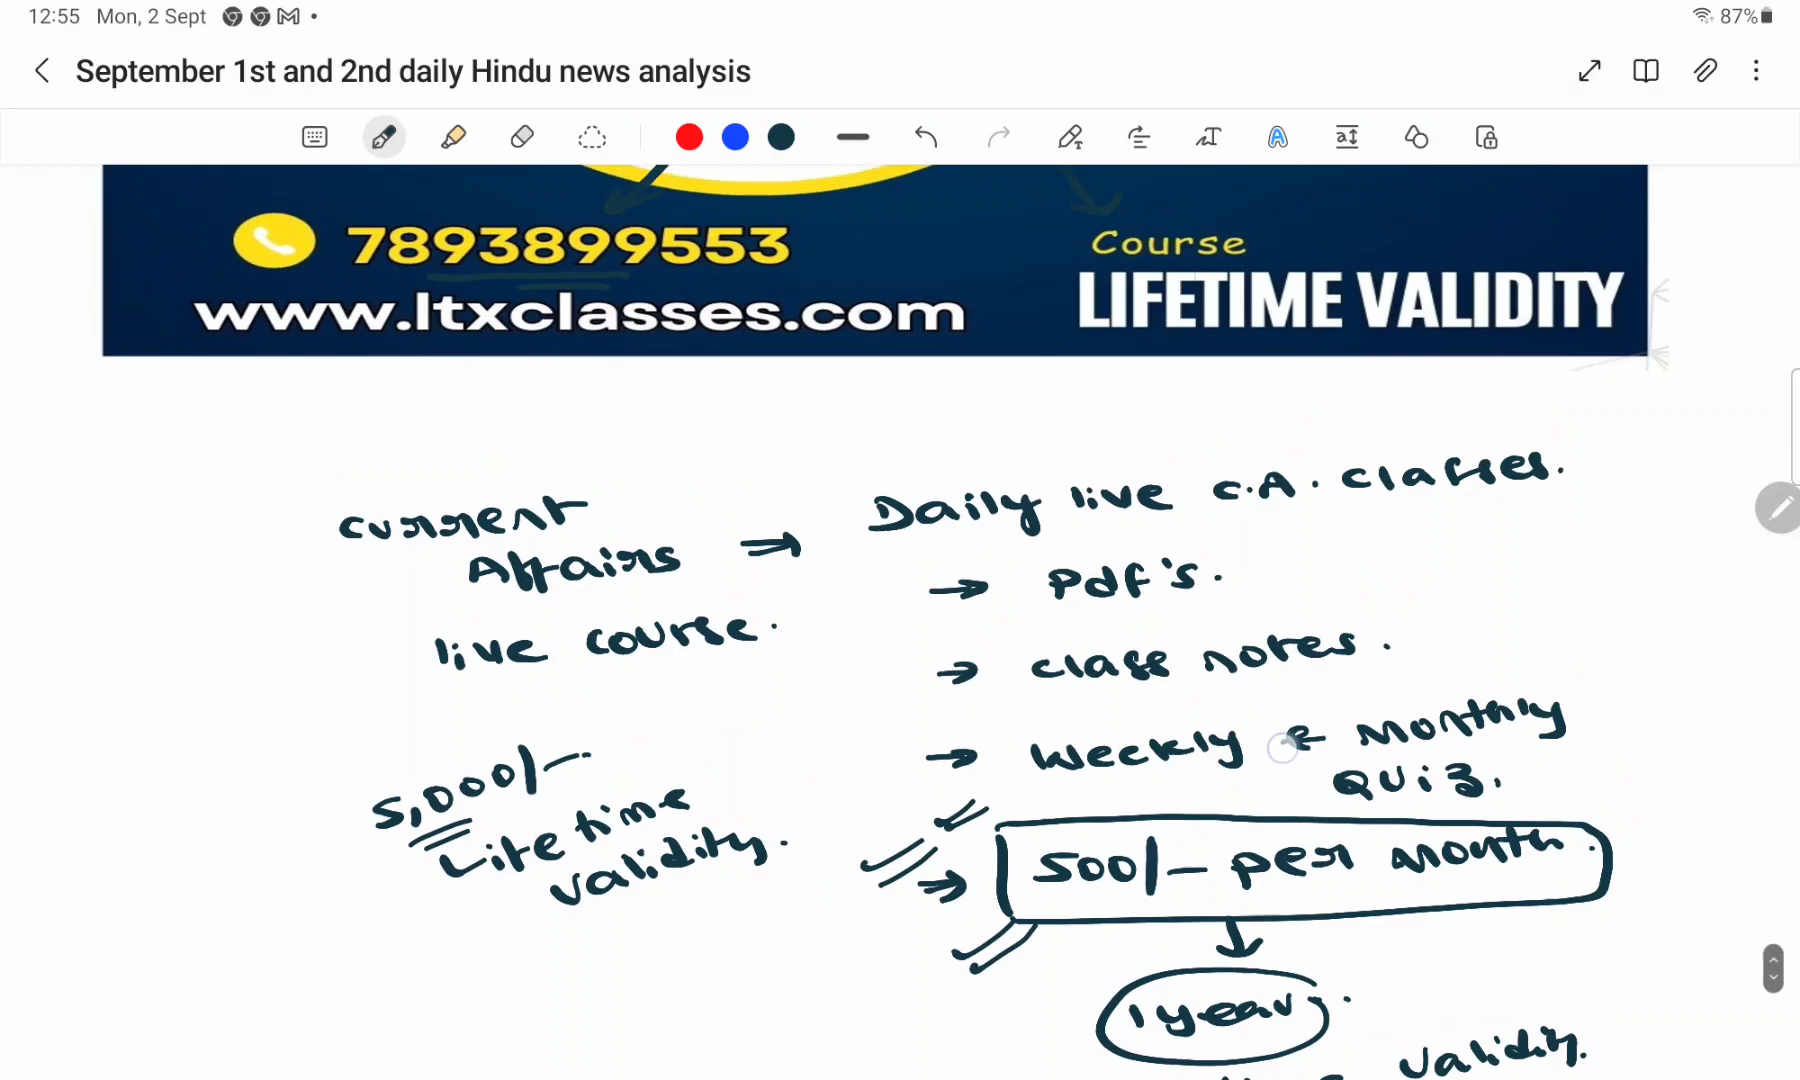 12:55 Mon, 2 Sept
87%
September 1st and 2nd daily Hindu news analysis
7893899553
www.ltxclasses.com
Course
LIFETIME VALIDITY
Current
Affairs → Daily live C.A. classes.
live course.
→ Pdf's.
→ class notes.
→ Weekly & Monthly
Quiz.
5,000/-
Life time
validity.
→ 500/- per month.
1 year.
validity.